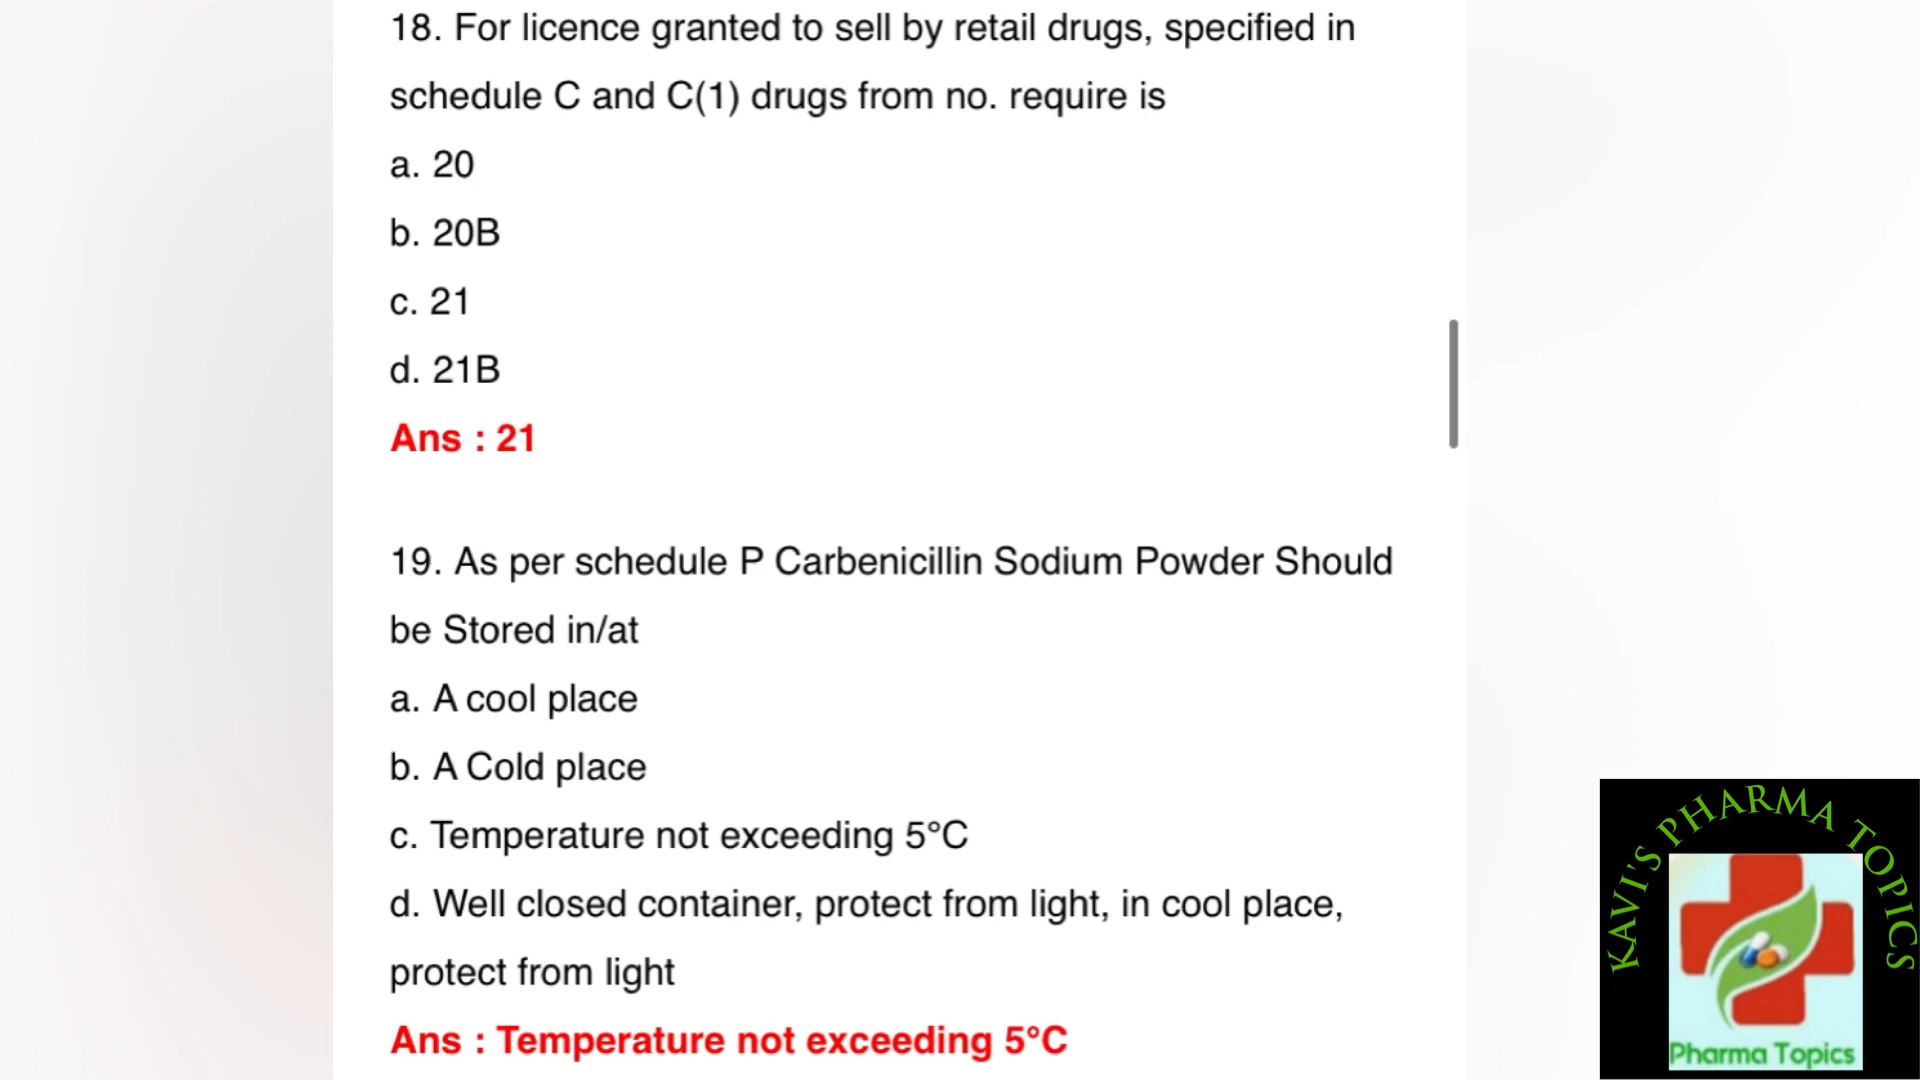 18. For licence granted to sell by retail drugs, specified in
schedule C and C(1) drugs from no. require is
a. 20
b. 20B
c. 21
d. 21B
Ans : 21
19. As per schedule P Carbenicillin Sodium Powder Should
be Stored in/at
a. A cool place
b. A Cold place
c. Temperature not exceeding 5°C
d. Well closed container, protect from light, in cool place,
protect from light
Ans : Temperature not exceeding 5°C
KAVI'S PHARMA TOPICS
Pharma Topics